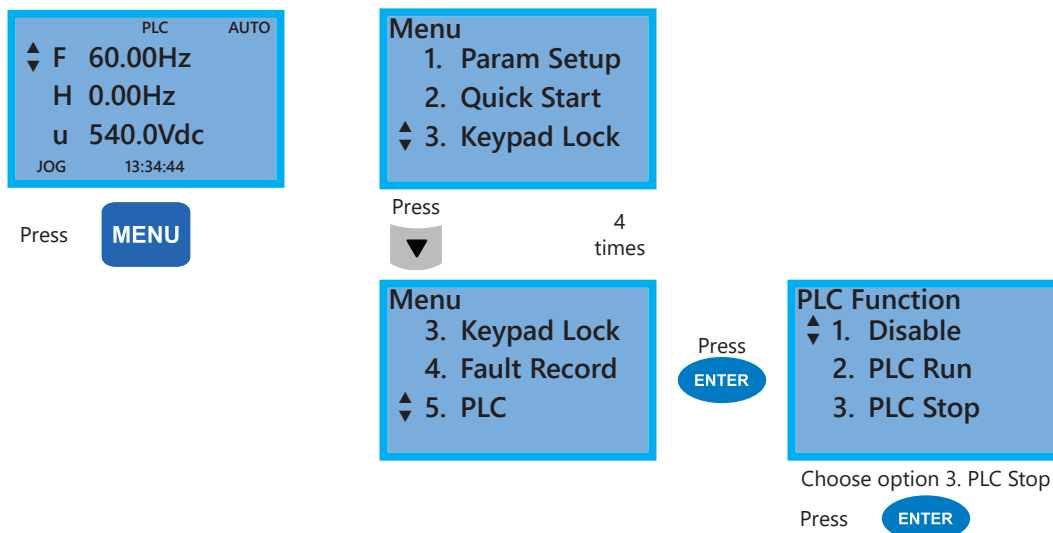 PLC AUTO
F 60.00Hz
H 0.00Hz
u 540.0Vdc
JOG 13:34:44
Press MENU
Menu
1. Param Setup
2. Quick Start
3. Keypad Lock
Press
4
times
Menu
3. Keypad Lock
4. Fault Record
5. PLC
Press
ENTER
PLC Function
1. Disable
2. PLC Run
3. PLC Stop
Choose option 3. PLC Stop
Press ENTER